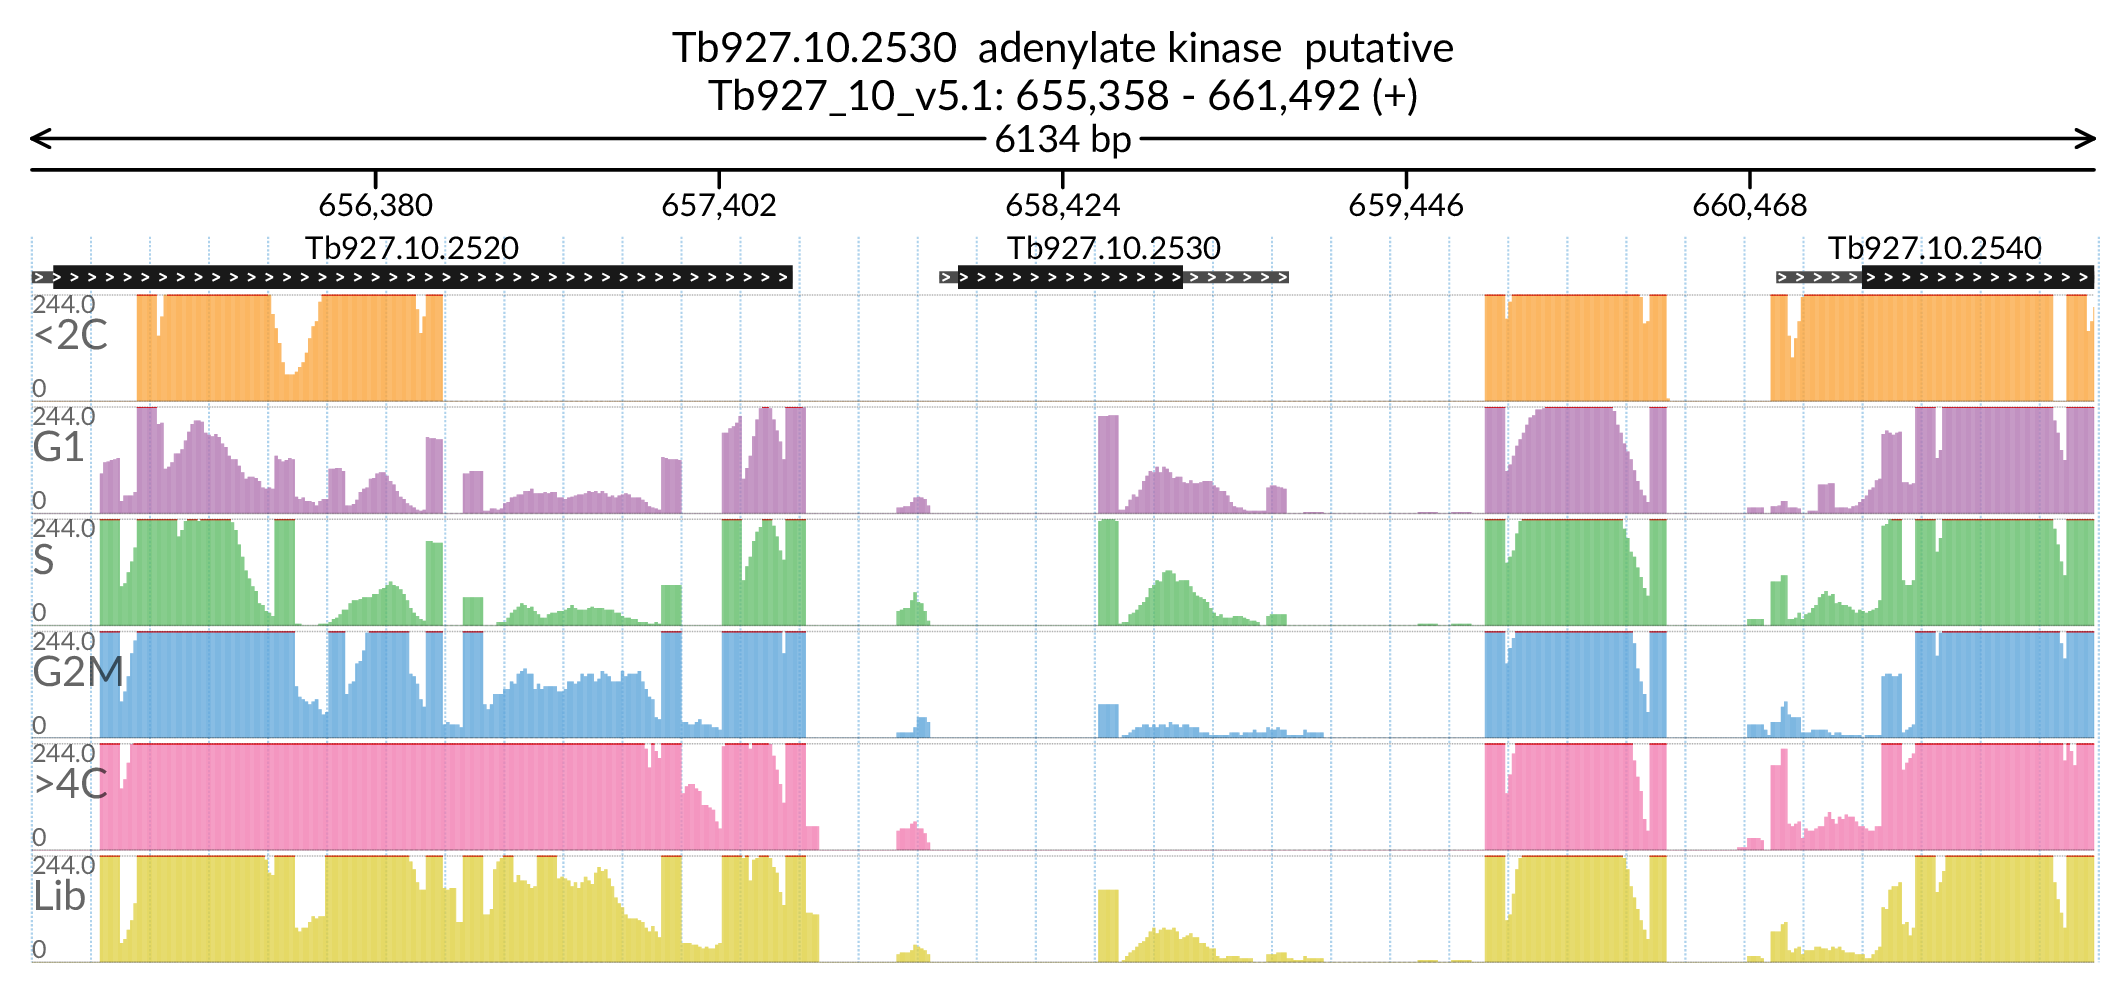 Tb927.10.2530  adenylate kinase  putative
Tb927_10_v5.1: 655,358 - 661,492 (+)
6134 bp
656,380 657,402 658,424 659,446 660,468
Tb927.10.2520 Tb927.10.2530 Tb927.10.2540
244.0
<2C
0
244.0
G1
0
244.0
S
0
244.0
G2M
0
244.0
>4C
0
244.0
Lib
0